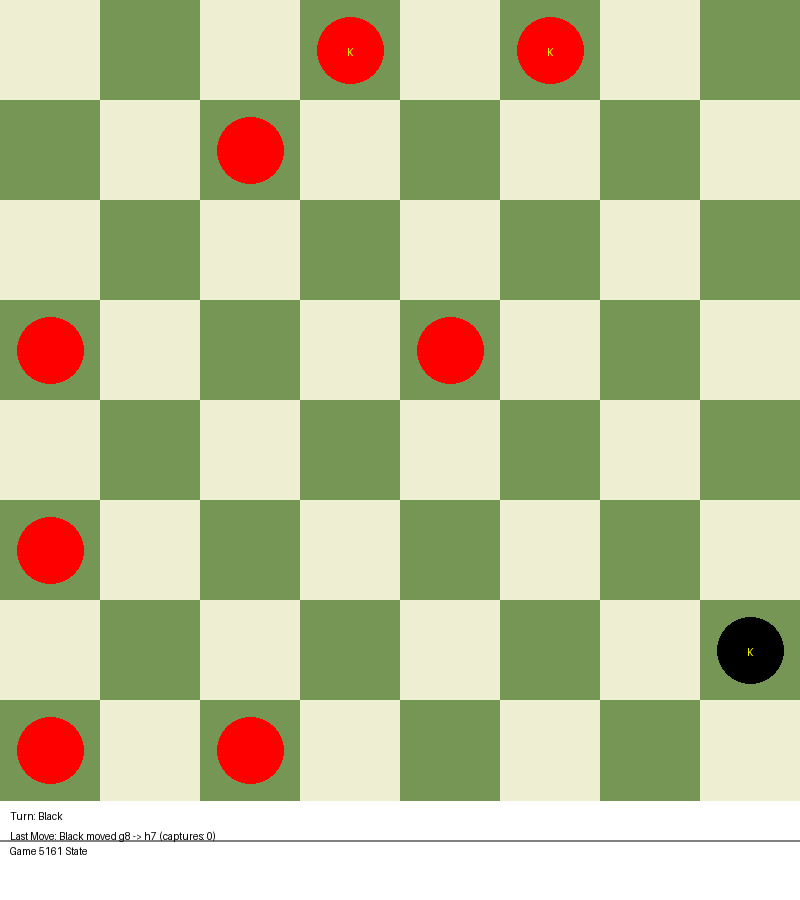 K K
K
Turn: Black
Last Move: Black moved g8 -> h7 (captures: 0)
Game 5161 State